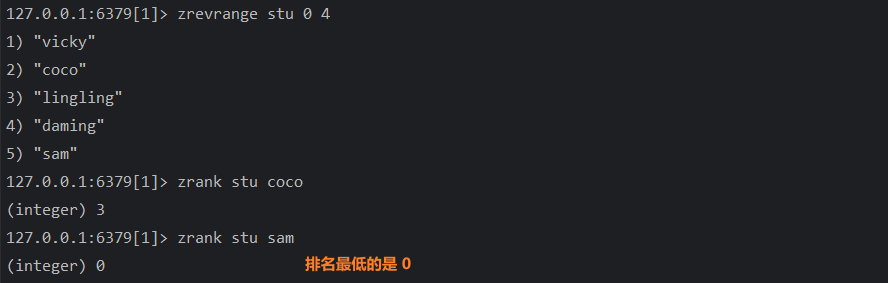 127.0.0.1:6379[1]> zrevrange stu 0 4
1) "vicky"
2) "coco"
3) "lingling"
4) "daming"
5) "sam"
127.0.0.1:6379[1]> zrank stu coco
(integer) 3
127.0.0.1:6379[1]> zrank stu sam
(integer) 0 排名最低的是 0